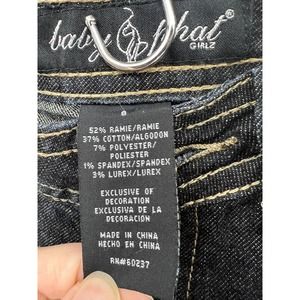 baby phat
GIRLZ
52% RAMIE/RAMIE
37% COTTON/ALGODON
7% POLYESTER/
POLIESTER
1% SPANDEX/SPANDEX
3% LUREX/LUREX
EXCLUSIVE OF
DECORATION
EXCLUSIVA DE LA
DECORACIÓN
MADE IN CHINA
HECHO EN CHINA
RN#60237